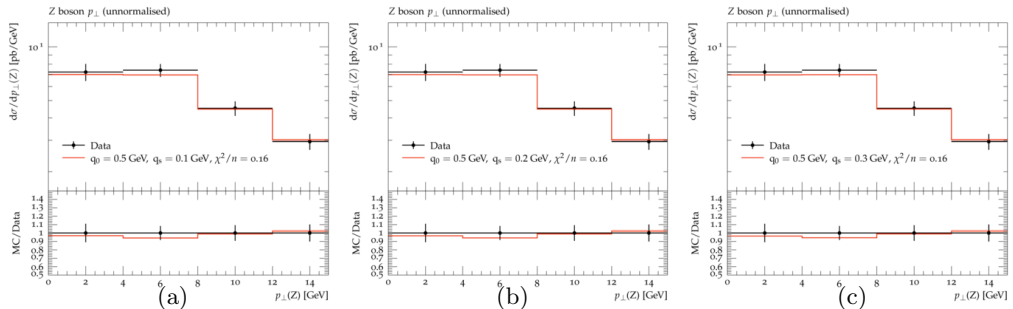 Z boson p⊥ (unnormalised)
dσ/dp⊥(Z) [pb/GeV]
10¹
Data
q₀ = 0.5 GeV, qₛ = 0.1 GeV, χ²/n = 0.16
MC/Data
1.4
1.3
1.2
1.1
1
0.9
0.8
0.7
0.6
0.5
0 2 4 6 8 10 12 14
p⊥(Z) [GeV]
(a)
Z boson p⊥ (unnormalised)
dσ/dp⊥(Z) [pb/GeV]
10¹
Data
q₀ = 0.5 GeV, qₛ = 0.2 GeV, χ²/n = 0.16
MC/Data
1.4
1.3
1.2
1.1
1
0.9
0.8
0.7
0.6
0.5
0 2 4 6 8 10 12 14
p⊥(Z) [GeV]
(b)
Z boson p⊥ (unnormalised)
dσ/dp⊥(Z) [pb/GeV]
10¹
Data
q₀ = 0.5 GeV, qₛ = 0.3 GeV, χ²/n = 0.16
MC/Data
1.4
1.3
1.2
1.1
1
0.9
0.8
0.7
0.6
0.5
0 2 4 6 8 10 12 14
p⊥(Z) [GeV]
(c)